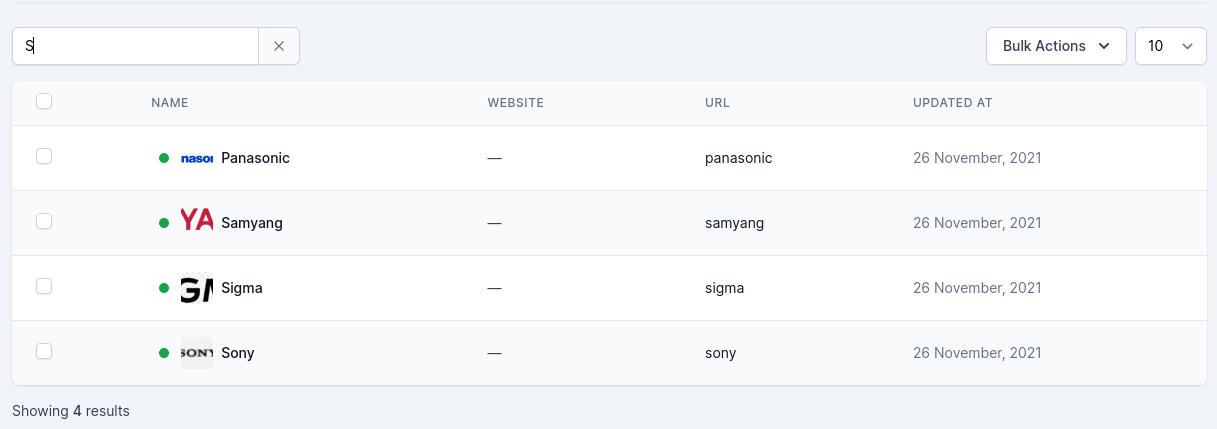 S
Bulk Actions 10
NAME WEBSITE URL UPDATED AT
nason Panasonic — panasonic 26 November, 2021
YA Samyang — samyang 26 November, 2021
GM Sigma — sigma 26 November, 2021
SONY Sony — sony 26 November, 2021
Showing 4 results